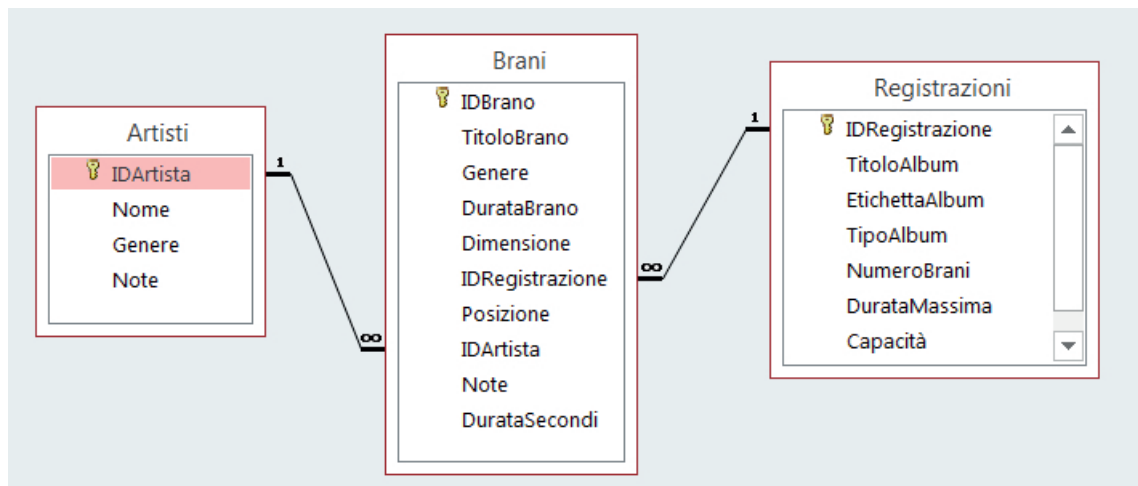 Artisti
IDArtista
Nome
Genere
Note
1
∞
Brani
IDBrano
TitoloBrano
Genere
DurataBrano
Dimensione
IDRegistrazione
Posizione
IDArtista
Note
DurataSecondi
1
∞
Registrazioni
IDRegistrazione
TitoloAlbum
EtichettaAlbum
TipoAlbum
NumeroBrani
DurataMassima
Capacità